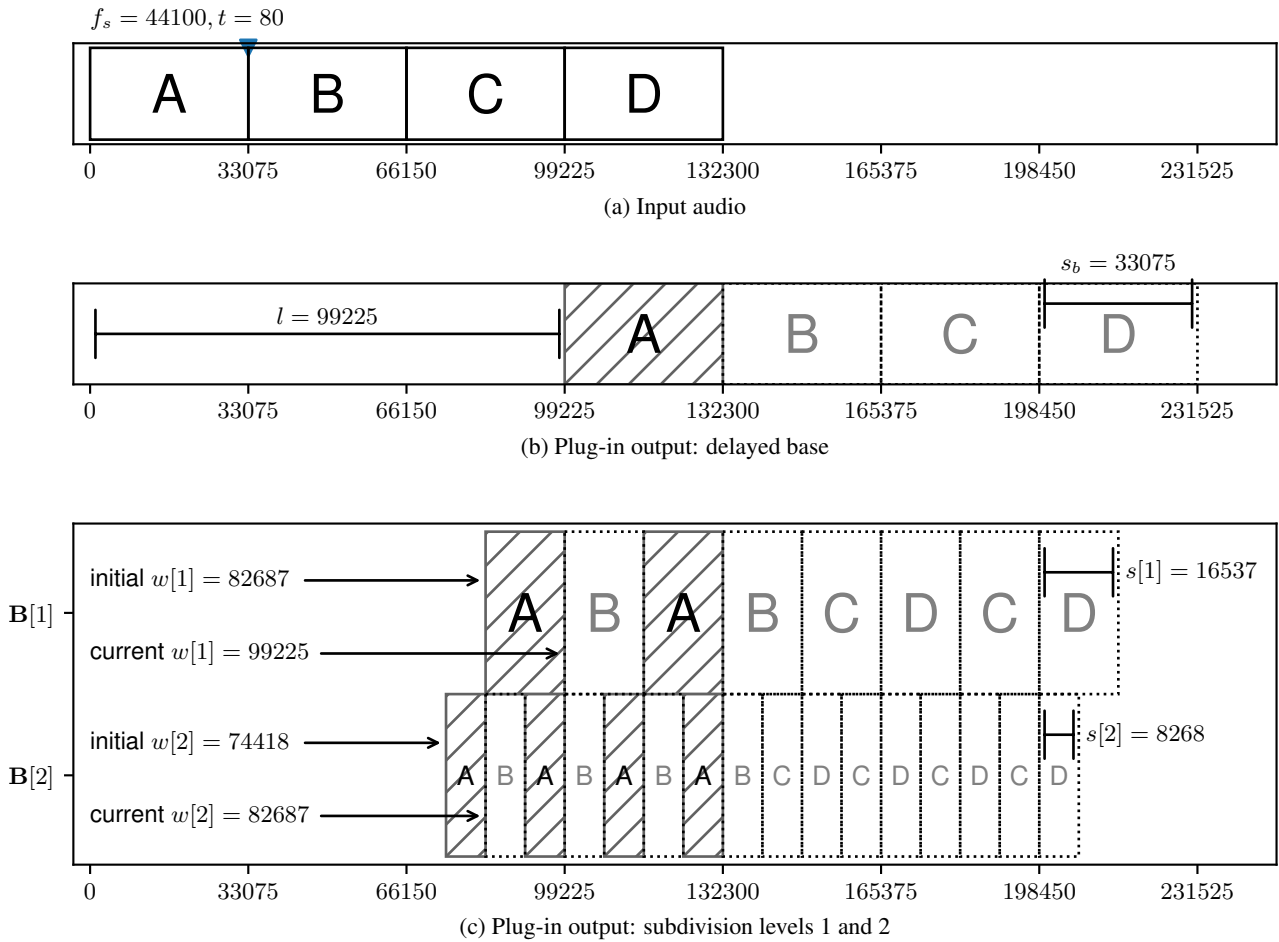 f_s = 44100, t = 80
A B C D
0 33075 66150 99225 132300 165375 198450 231525
(a) Input audio
s_b = 33075
l = 99225
A B C D
0 33075 66150 99225 132300 165375 198450 231525
(b) Plug-in output: delayed base
initial w[1] = 82687
s[1] = 16537
B[1]
A B A B C D C D
current w[1] = 99225
initial w[2] = 74418
s[2] = 8268
B[2]
A B A B A B A B C D C D C D C D
current w[2] = 82687
0 33075 66150 99225 132300 165375 198450 231525
(c) Plug-in output: subdivision levels 1 and 2